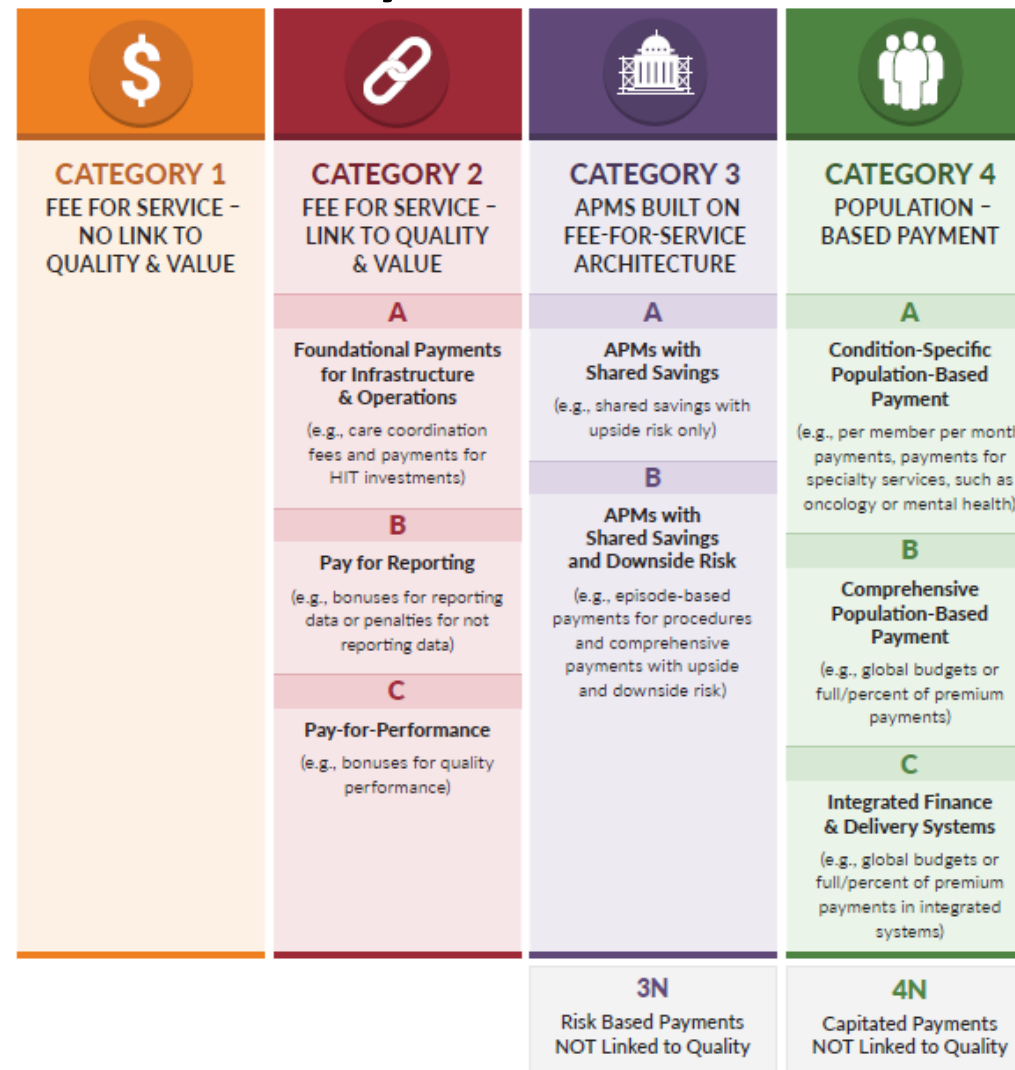 $
CATEGORY 1
FEE FOR SERVICE –
NO LINK TO
QUALITY & VALUE
CATEGORY 2
FEE FOR SERVICE –
LINK TO QUALITY
& VALUE
A
Foundational Payments
for Infrastructure
& Operations
(e.g., care coordination
fees and payments for
HIT investments)
B
Pay for Reporting
(e.g., bonuses for reporting
data or penalties for not
reporting data)
C
Pay-for-Performance
(e.g., bonuses for quality
performance)
CATEGORY 3
APMS BUILT ON
FEE-FOR-SERVICE
ARCHITECTURE
A
APMs with
Shared Savings
(e.g., shared savings with
upside risk only)
B
APMs with
Shared Savings
and Downside Risk
(e.g., episode-based
payments for procedures
and comprehensive
payments with upside
and downside risk)
3N
Risk Based Payments
NOT Linked to Quality
CATEGORY 4
POPULATION –
BASED PAYMENT
A
Condition-Specific
Population-Based
Payment
(e.g., per member per month
payments, payments for
specialty services, such as
oncology or mental health)
B
Comprehensive
Population-Based
Payment
(e.g., global budgets or
full/percent of premium
payments)
C
Integrated Finance
& Delivery Systems
(e.g., global budgets or
full/percent of premium
payments in integrated
systems)
4N
Capitated Payments
NOT Linked to Quality